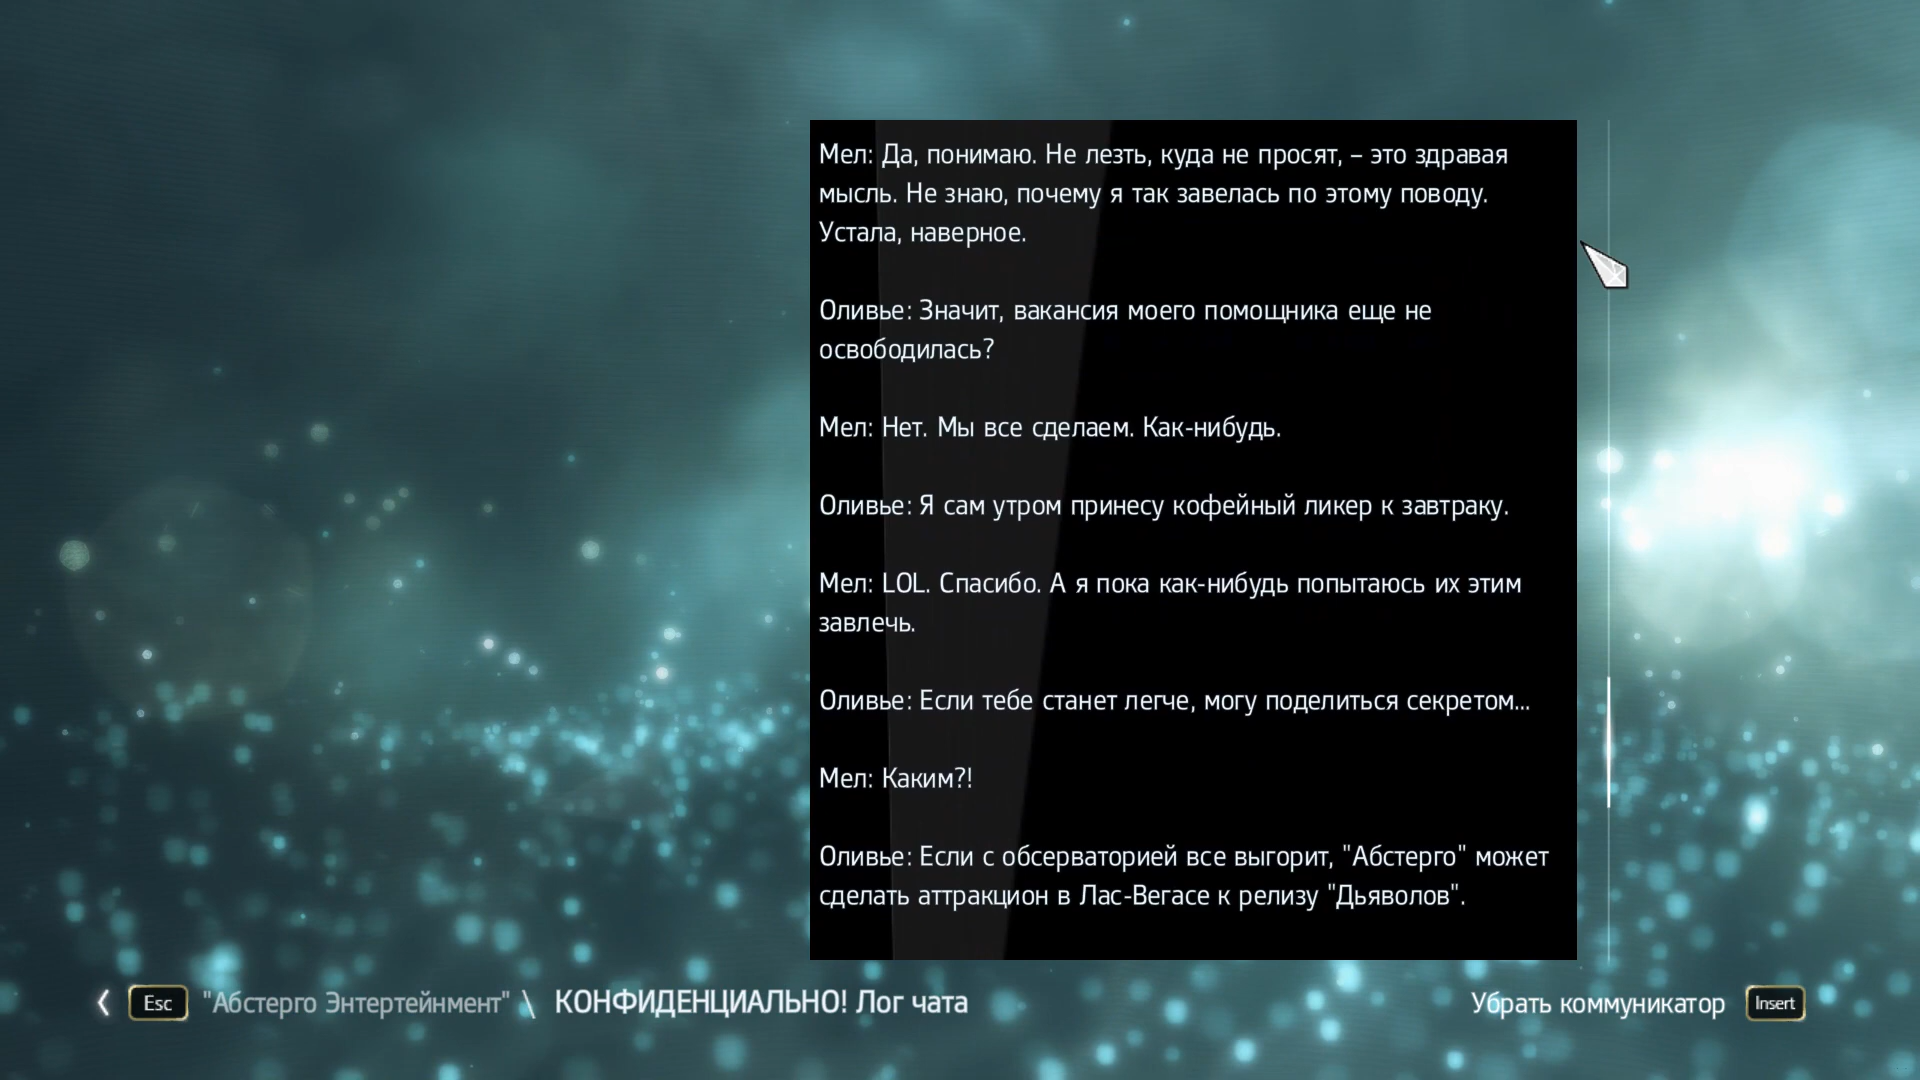 Мел: Да, понимаю. Не лезть, куда не просят, – это здравая
мысль. Не знаю, почему я так завелась по этому поводу.
Устала, наверное.
Оливье: Значит, вакансия моего помощника еще не
освободилась?
Мел: Нет. Мы все сделаем. Как-нибудь.
Оливье: Я сам утром принесу кофейный ликер к завтраку.
Мел: LOL. Спасибо. А я пока как-нибудь попытаюсь их этим
завлечь.
Оливье: Если тебе станет легче, могу поделиться секретом...
Мел: Каким?!
Оливье: Если с обсерваторией все выгорит, "Абстерго" может
сделать аттракцион в Лас-Вегасе к релизу "Дьяволов".
Esc "Абстерго Энтертейнмент" \ КОНФИДЕНЦИАЛЬНО! Лог чата
Убрать коммуникатор Insert